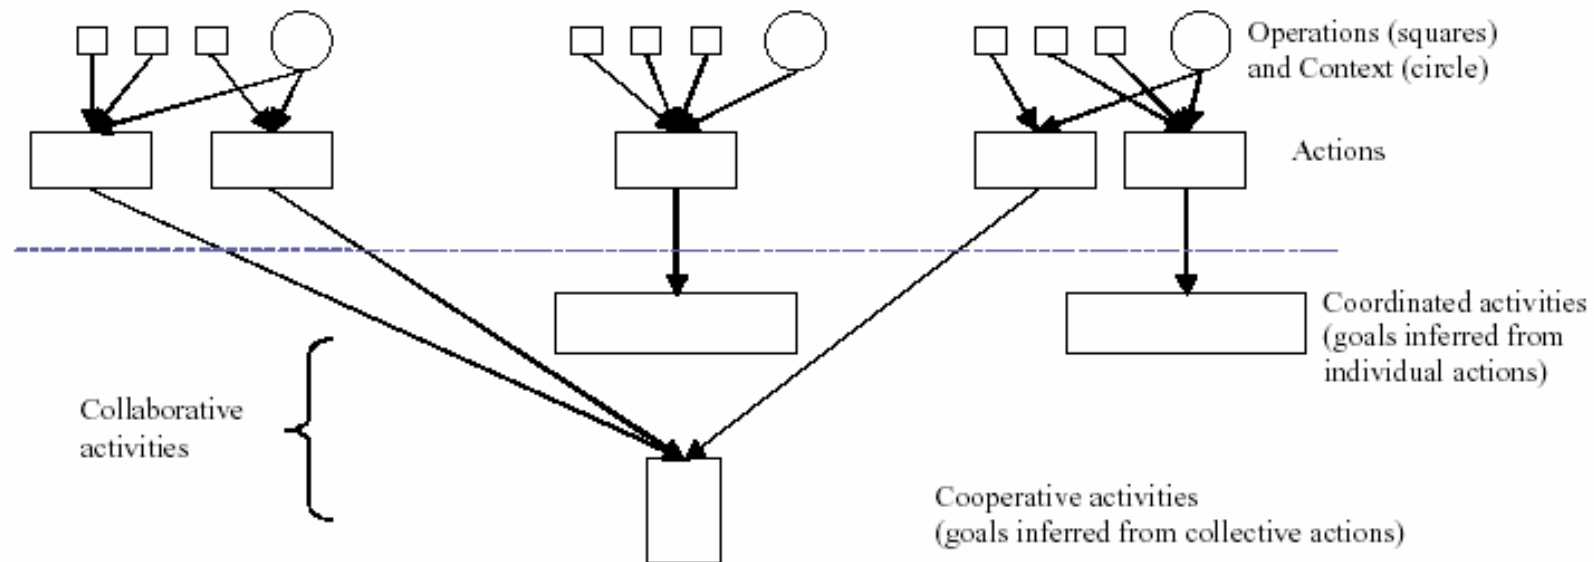 Operations (squares)
and Context (circle)
Actions
Coordinated activities
(goals inferred from
individual actions)
Collaborative
activities
Cooperative activities
(goals inferred from collective actions)